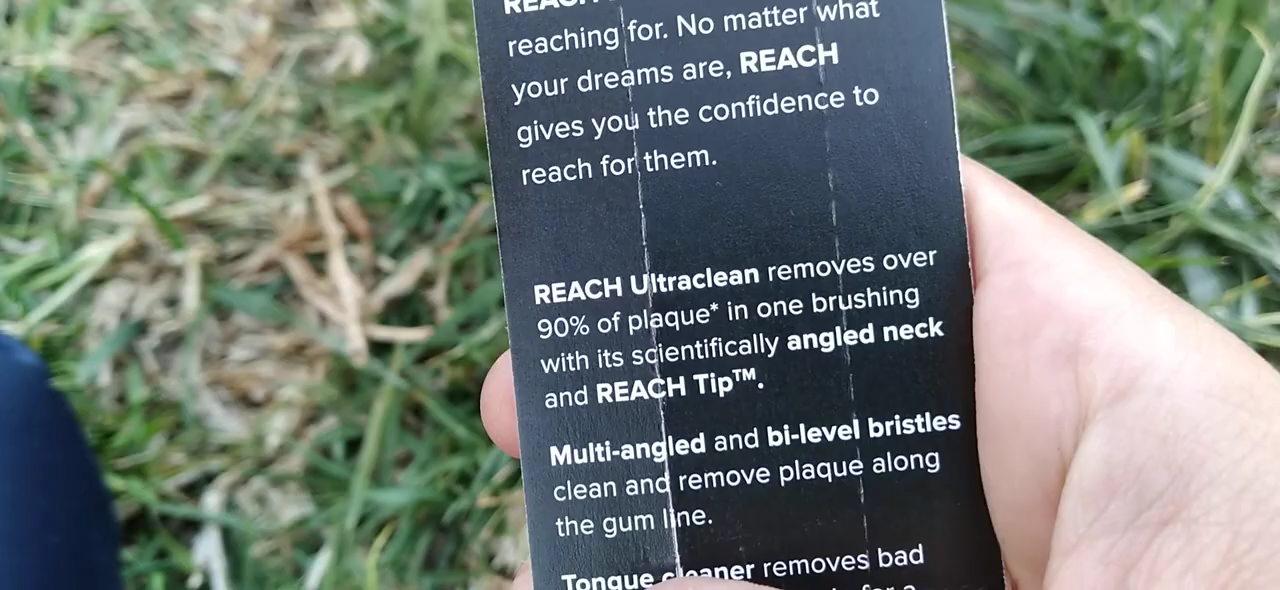 REACH
reaching for. No matter what
your dreams are, REACH
gives you the confidence to
reach for them.
REACH Ultraclean removes over
90% of plaque* in one brushing
with its scientifically angled neck
and REACH Tip™.
Multi-angled and bi-level bristles
clean and remove plaque along
the gum line.
Tongue cleaner removes bad
for a